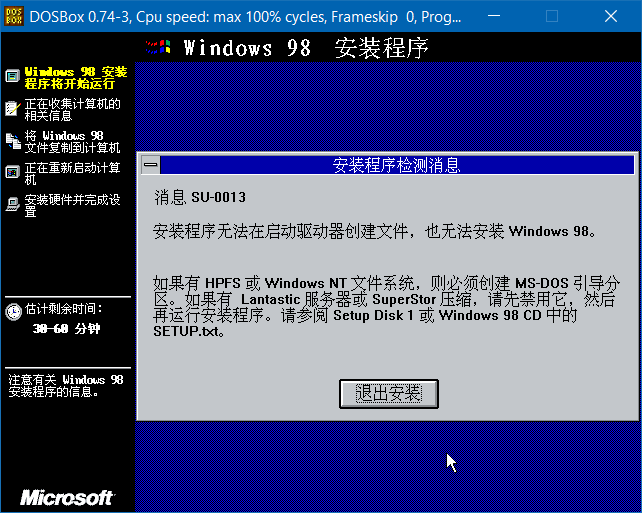 DOSBox 0.74-3, Cpu speed: max 100% cycles, Frameskip  0, Prog...
Windows 98  安装程序
Windows 98 安装
程序将开始运行
正在收集计算机的
相关信息
将 Windows 98
文件复制到计算机
正在重新启动计算
机
安装硬件并完成设
置
估计剩余时间:
30-60 分钟
注意有关 Windows 98
安装程序的信息。
Microsoft
安装程序检测消息
消息 SU-0013
安装程序无法在启动驱动器创建文件，也无法安装 Windows 98。
如果有 HPFS 或 Windows NT 文件系统，则必须创建 MS-DOS 引导分
区。如果有  Lantastic 服务器或 SuperStor 压缩，请先禁用它，然后
再运行安装程序。请参阅 Setup Disk 1 或 Windows 98 CD 中的
SETUP.txt。
退出安装